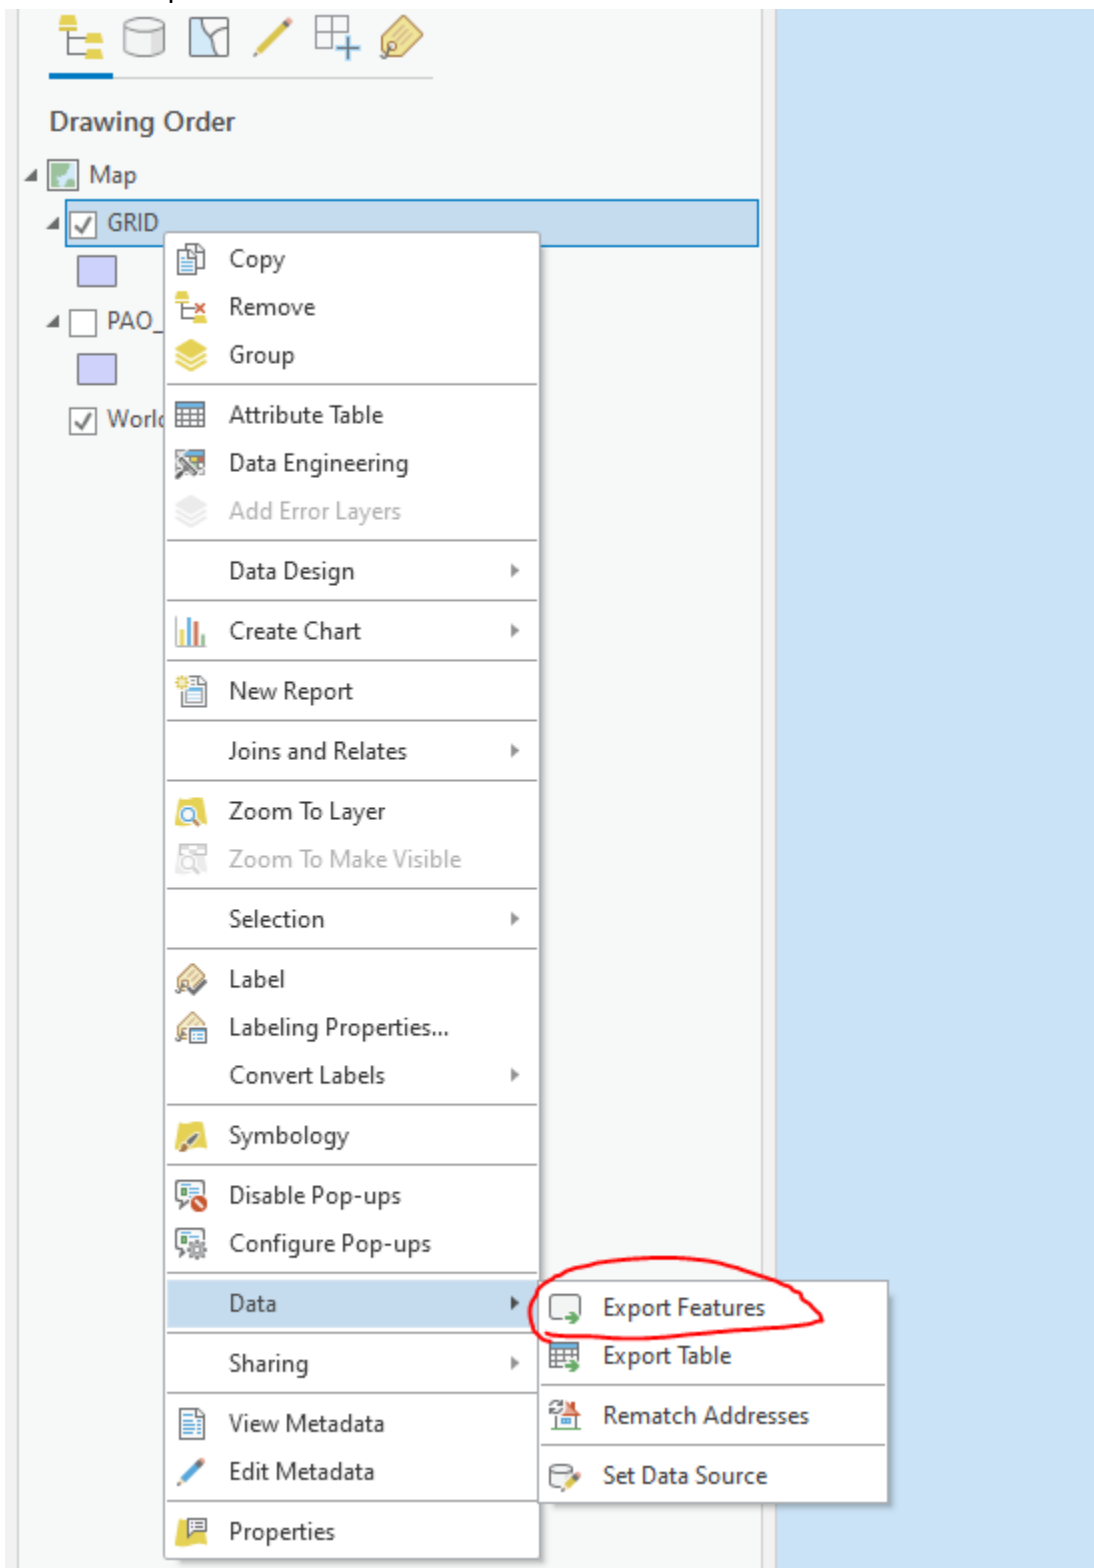 Drawing Order
Map
GRID
Copy
Remove
PAO_
Group
World
Attribute Table
Data Engineering
Add Error Layers
Data Design
Create Chart
New Report
Joins and Relates
Zoom To Layer
Zoom To Make Visible
Selection
Label
Labeling Properties...
Convert Labels
Symbology
Disable Pop-ups
Configure Pop-ups
Data
Export Features
Export Table
Sharing
Rematch Addresses
View Metadata
Set Data Source
Edit Metadata
Properties